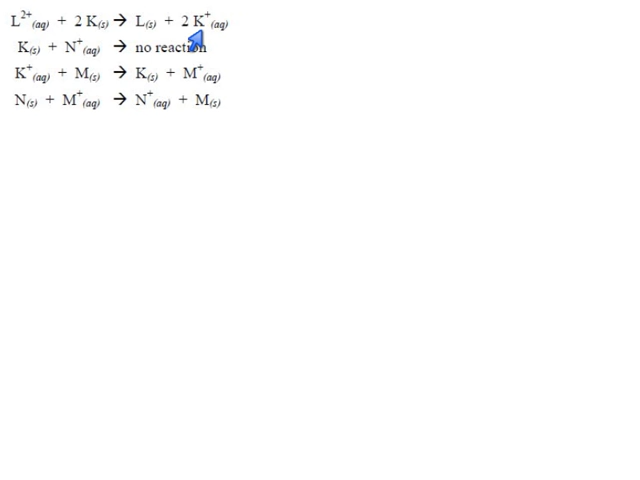 L²⁺(aq) + 2 K(s) → L(s) + 2 K⁺(aq)
K(s) + N⁺(aq) → no reaction
K⁺(aq) + M(s) → K(s) + M⁺(aq)
N(s) + M⁺(aq) → N⁺(aq) + M(s)